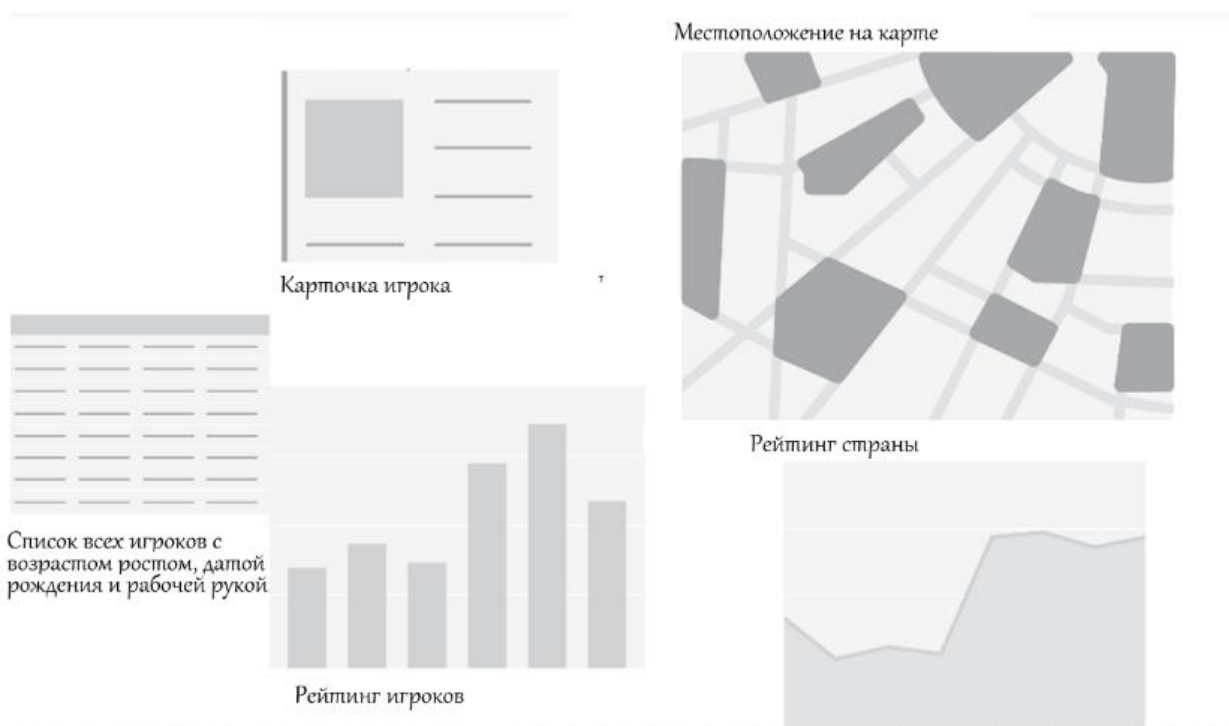 Местоположение на карте
Карточка игрока
т
Рейтинг страны
Список всех игроков с
возрастом ростом, датой
рождения и рабочей рукой
Рейтинг игроков